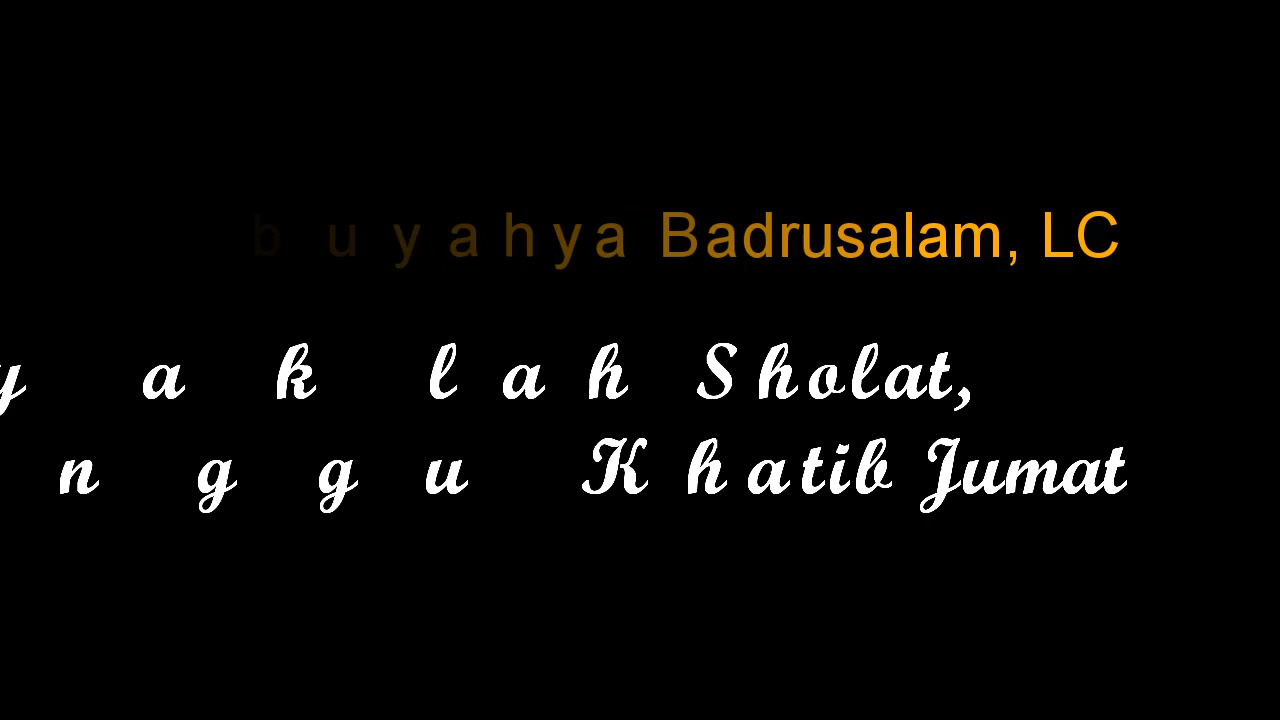 b u y a h y a Badrusalam, LC
y a k l a h Sholat,
n g g u Khatib Jumat